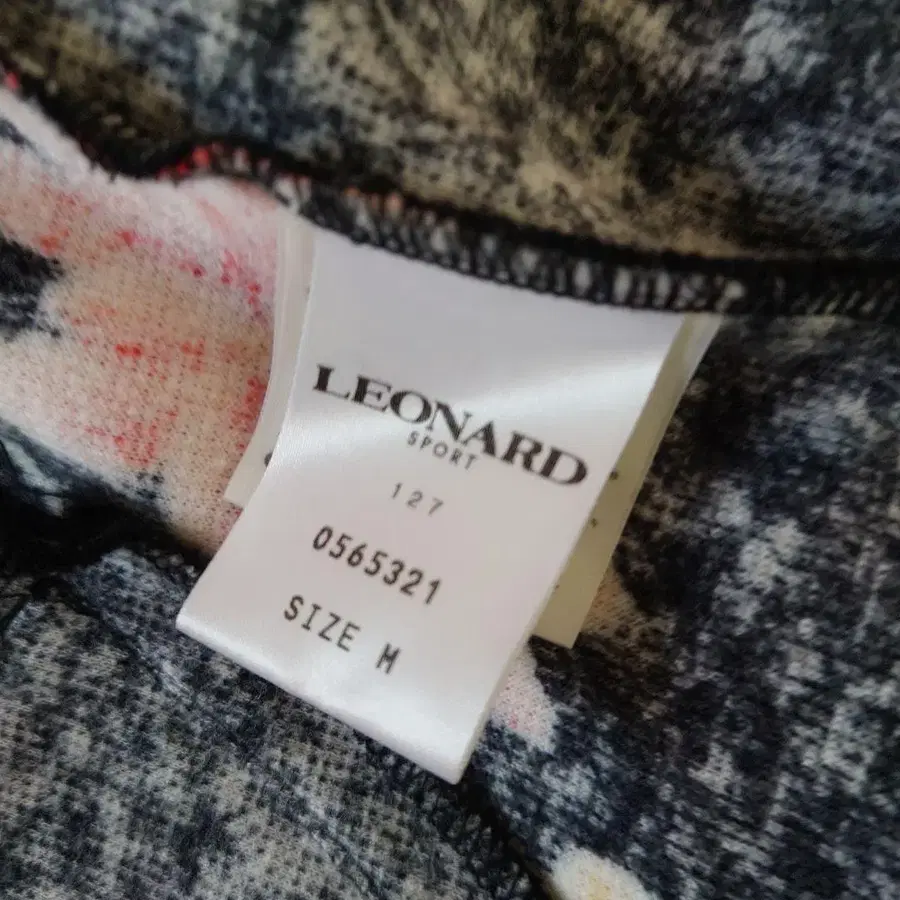 LEONARD
SPORT
127
0565321
SIZE M